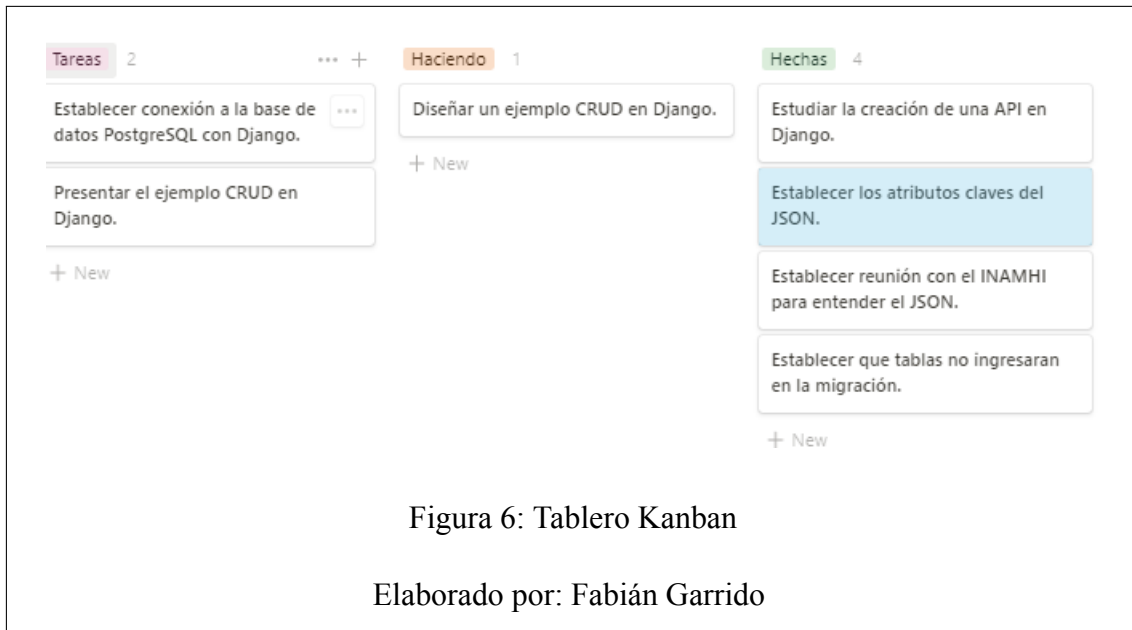 Tareas 2 ... +
Establecer conexión a la base de ...
datos PostgreSQL con Django.
Presentar el ejemplo CRUD en
Django.
+ New
Haciendo 1
Diseñar un ejemplo CRUD en Django.
+ New
Hechas 4
Estudiar la creación de una API en
Django.
Establecer los atributos claves del
JSON.
Establecer reunión con el INAMHI
para entender el JSON.
Establecer que tablas no ingresaran
en la migración.
+ New
Figura 6: Tablero Kanban
Elaborado por: Fabián Garrido